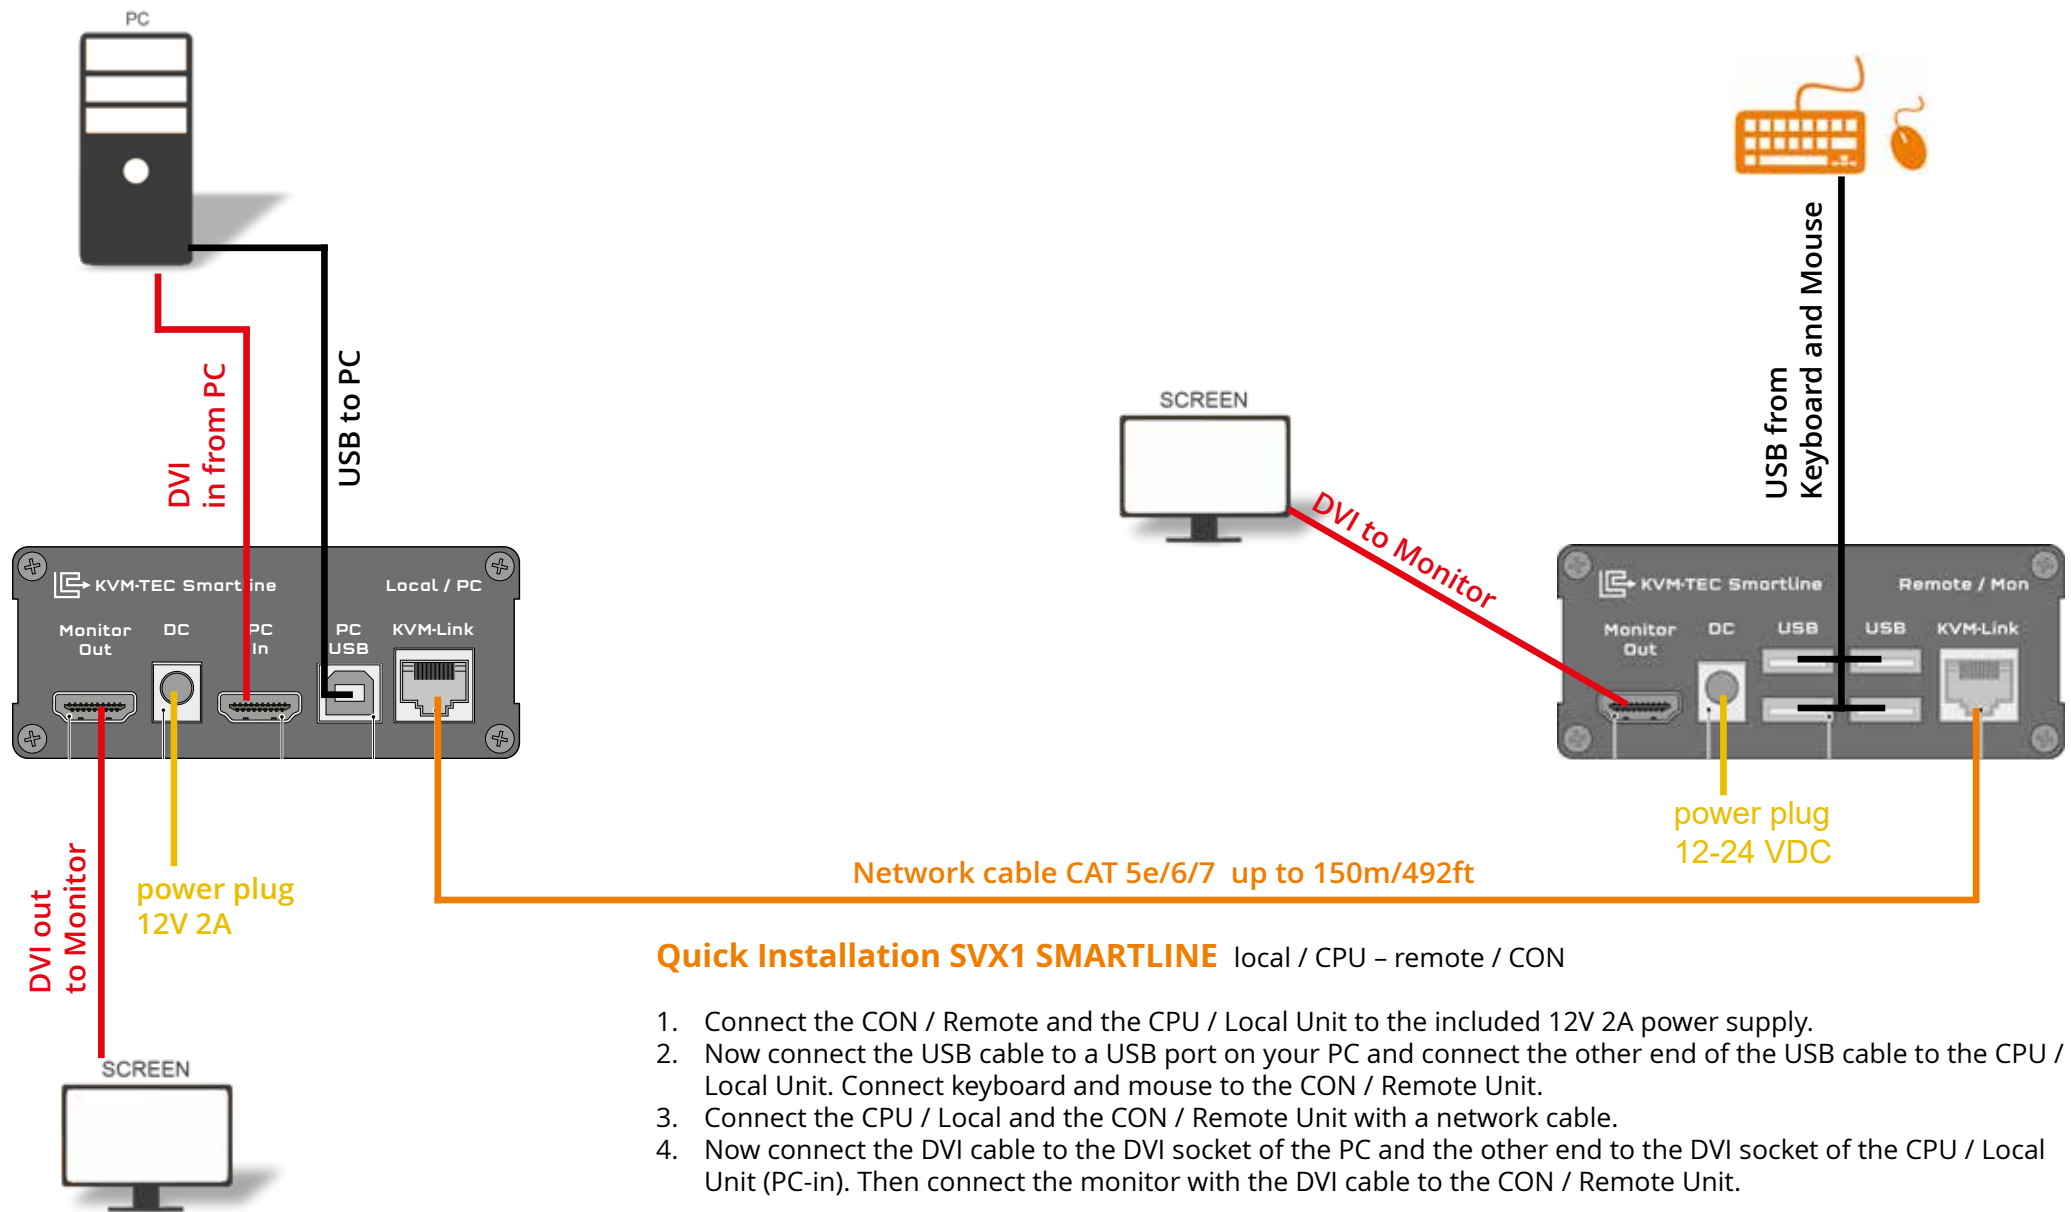 PC
DVI
in from PC
USB to PC
KVM-TEC Smartline
Local / PC
Monitor
Out
DC
PC
In
PC
USB
KVM-Link
DVI out
to Monitor
power plug
12V 2A
SCREEN
SCREEN
DVI to Monitor
USB from
Keyboard and Mouse
KVM-TEC Smartline
Remote / Mon
Monitor
Out
DC
USB
USB
KVM-Link
power plug
12-24 VDC
Network cable CAT 5e/6/7 up to 150m/492ft
Quick Installation SVX1 SMARTLINE local / CPU – remote / CON
1. Connect the CON / Remote and the CPU / Local Unit to the included 12V 2A power supply.
2. Now connect the USB cable to a USB port on your PC and connect the other end of the USB cable to the CPU /
Local Unit. Connect keyboard and mouse to the CON / Remote Unit.
3. Connect the CPU / Local and the CON / Remote Unit with a network cable.
4. Now connect the DVI cable to the DVI socket of the PC and the other end to the DVI socket of the CPU / Local
Unit (PC-in). Then connect the monitor with the DVI cable to the CON / Remote Unit.